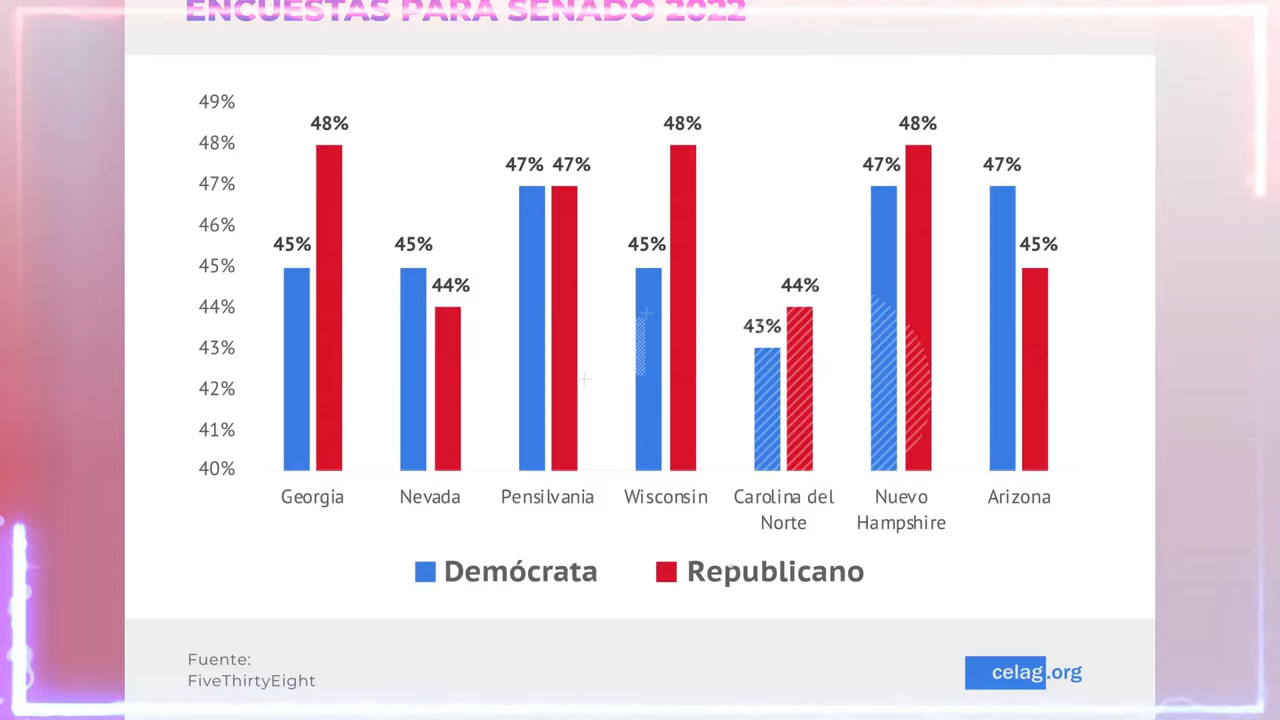 ENCUESTAS PARA SENADO 2022
49%
48%
47%
46%
45%
44%
43%
42%
41%
40%
45%
48%
45%
44%
47%
47%
45%
48%
43%
44%
47%
48%
47%
45%
Georgia
Nevada
Pensilvania
Wisconsin
Carolina del
Norte
Nuevo
Hampshire
Arizona
Demócrata
Republicano
Fuente:
FiveThirtyEight
celag.org